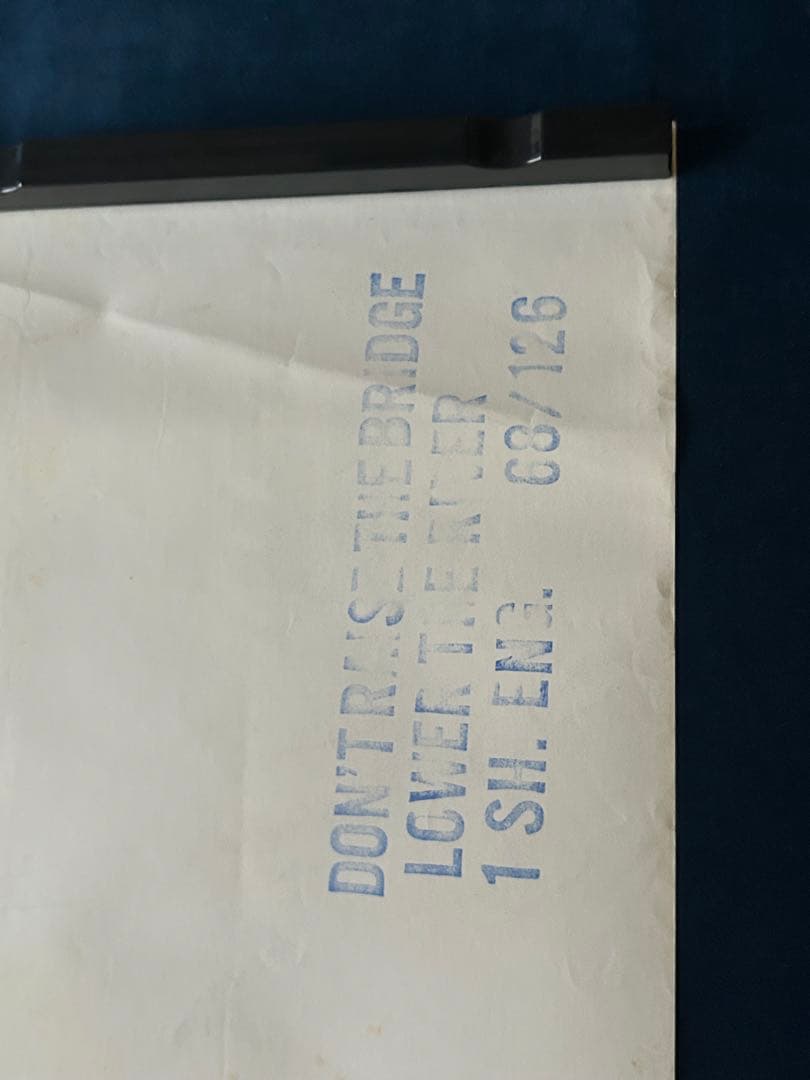 DON'T RAISE THE BRIDGE
LOWER THE RIVER
1 SH. ENG. 68/126